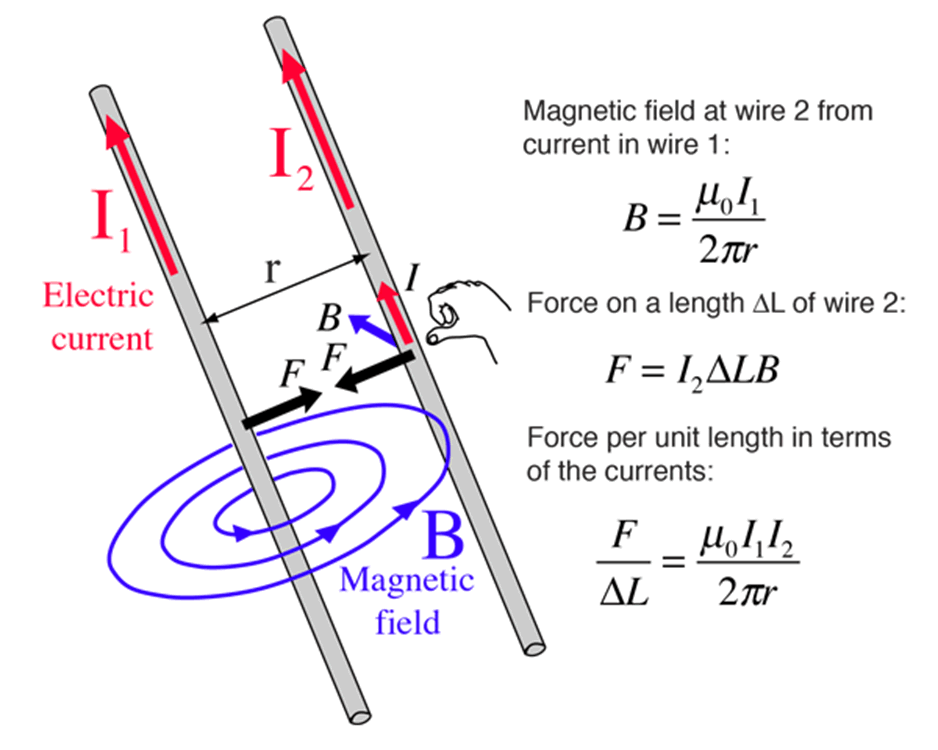 I₂
I₁
Electric
current
r
I
B
F
F
B
Magnetic
field
Magnetic field at wire 2 from
current in wire 1:
B = μ₀I₁ / 2πr
Force on a length ΔL of wire 2:
F = I₂ΔLB
Force per unit length in terms
of the currents:
F / ΔL = μ₀I₁I₂ / 2πr